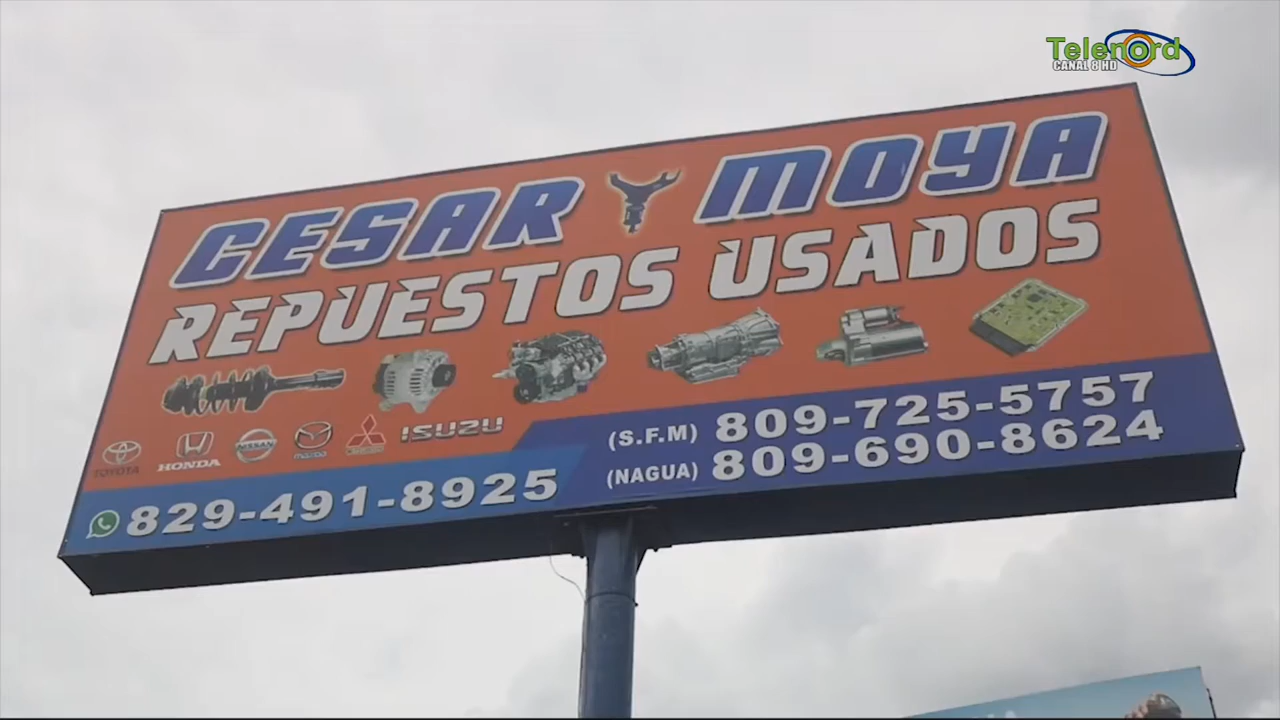 Telenord
CANAL 8 HD
CESAR Y MOYA
REPUESTOS USADOS
TOYOTA HONDA NISSAN mazda ISUZU
829-491-8925
(S.F.M) 809-725-5757
(NAGUA) 809-690-8624